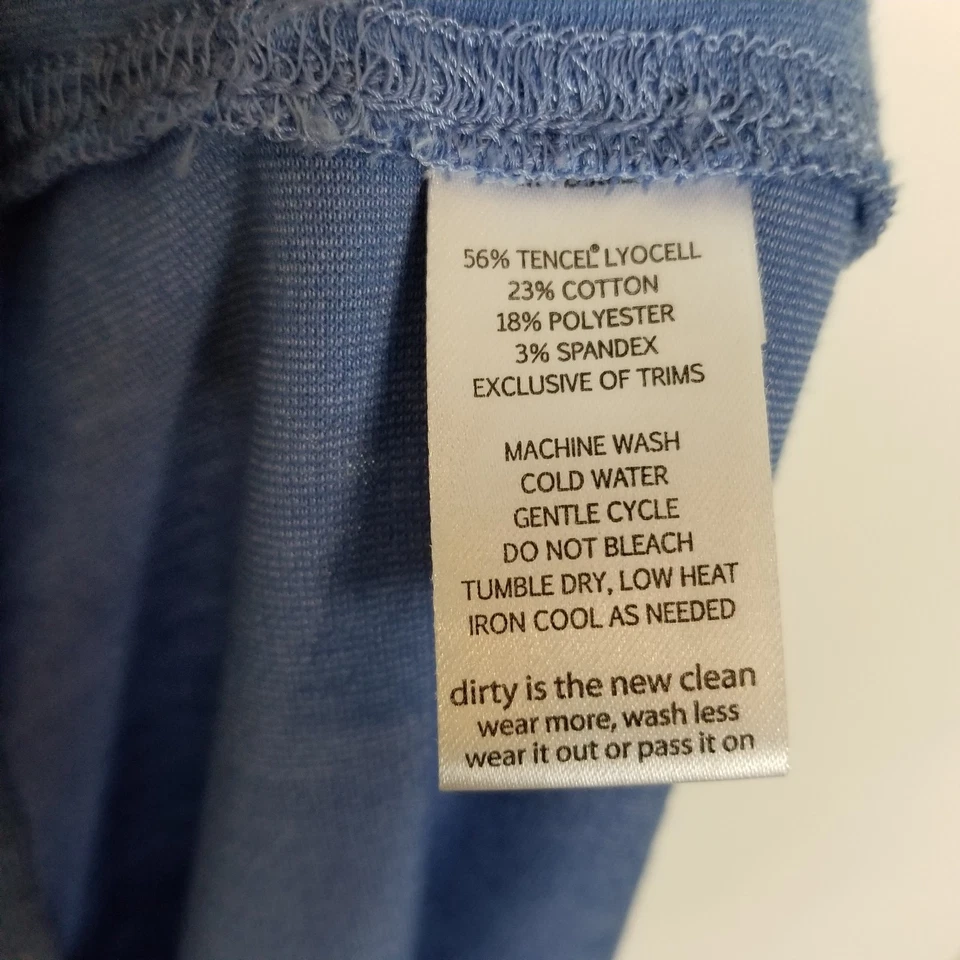 56% TENCEL® LYOCELL
23% COTTON
18% POLYESTER
3% SPANDEX
EXCLUSIVE OF TRIMS
MACHINE WASH
COLD WATER
GENTLE CYCLE
DO NOT BLEACH
TUMBLE DRY, LOW HEAT
IRON COOL AS NEEDED
dirty is the new clean
wear more, wash less
wear it out or pass it on